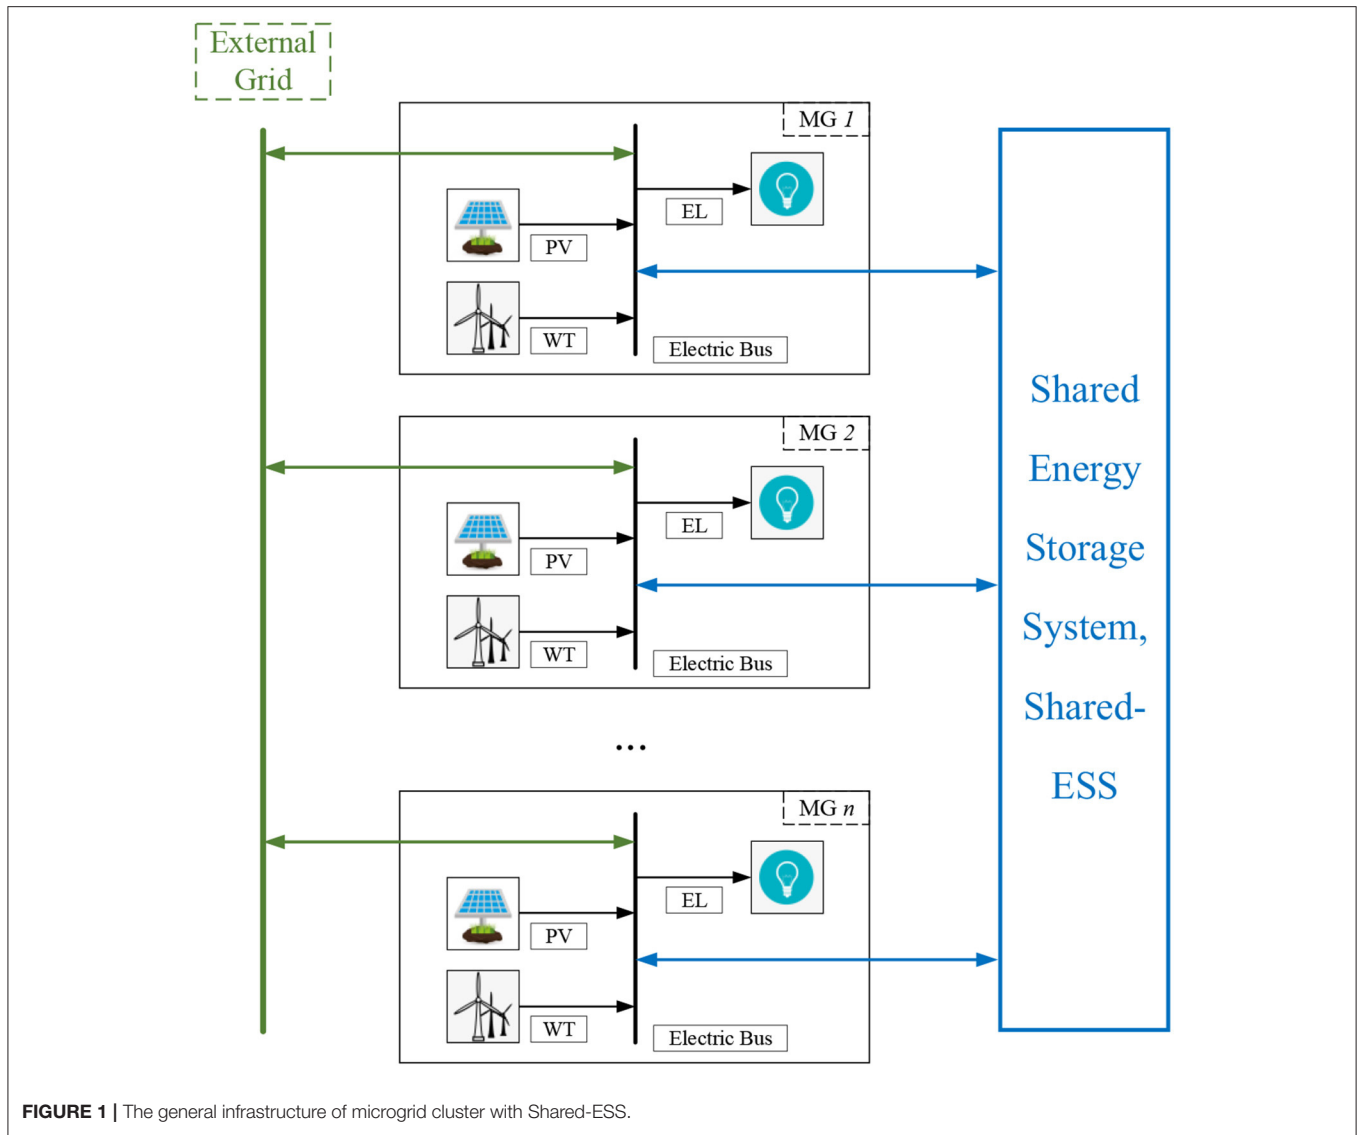 External
Grid
MG 1
EL
PV
WT
Electric Bus
MG 2
EL
PV
WT
Electric Bus
...
MG n
EL
PV
WT
Electric Bus
Shared
Energy
Storage
System,
Shared-
ESS
FIGURE 1 | The general infrastructure of microgrid cluster with Shared-ESS.